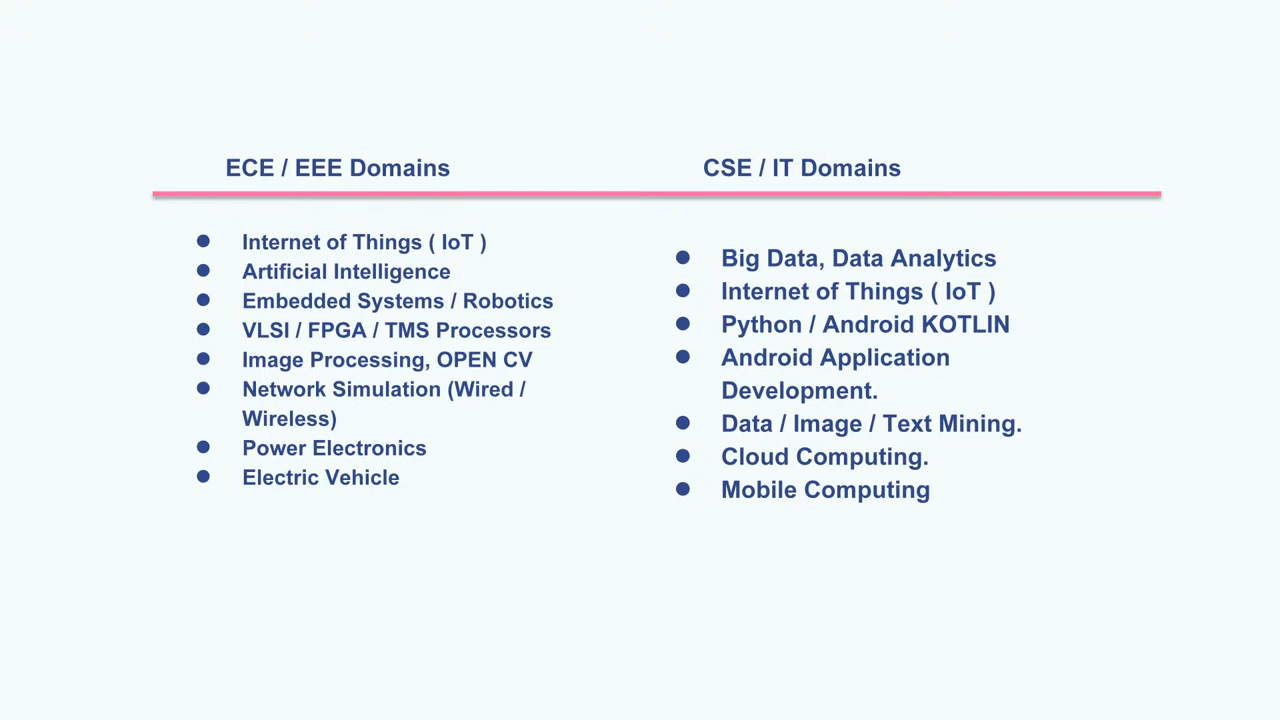 ECE / EEE Domains
CSE / IT Domains
● Internet of Things ( IoT )
● Artificial Intelligence
● Embedded Systems / Robotics
● VLSI / FPGA / TMS Processors
● Image Processing, OPEN CV
● Network Simulation (Wired /
Wireless)
● Power Electronics
● Electric Vehicle
● Big Data, Data Analytics
● Internet of Things ( IoT )
● Python / Android KOTLIN
● Android Application
Development.
● Data / Image / Text Mining.
● Cloud Computing.
● Mobile Computing